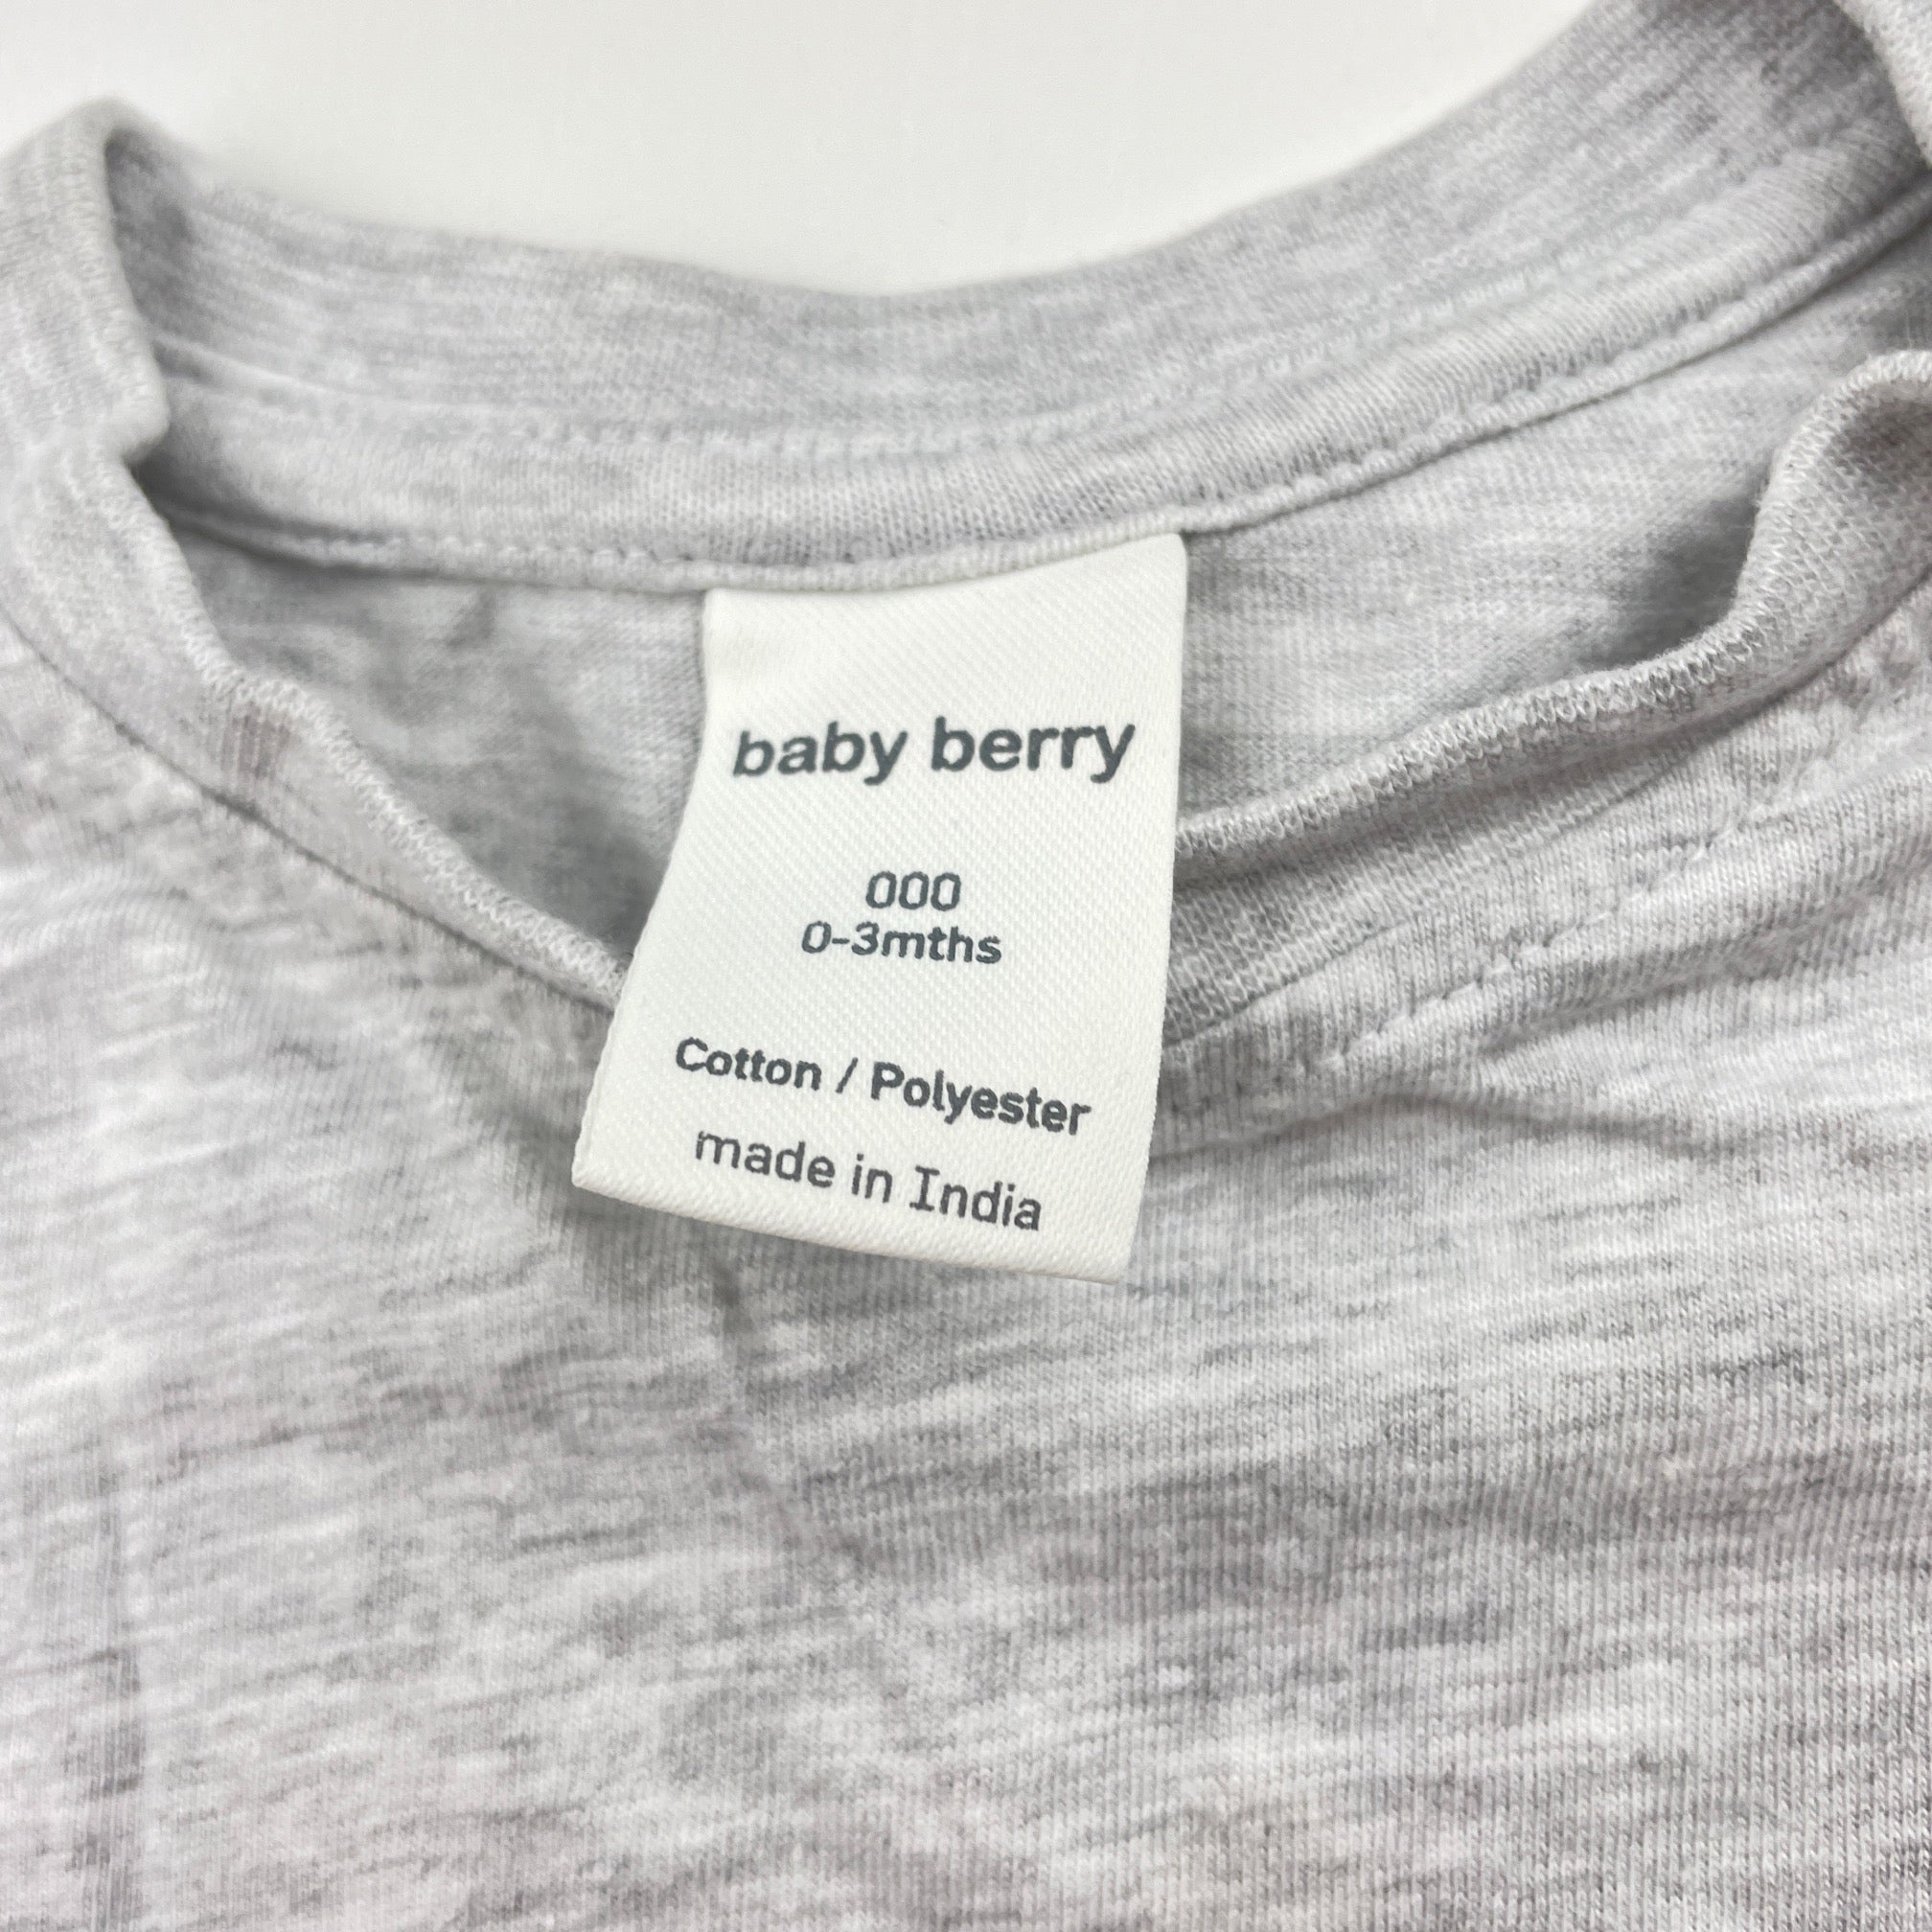 baby berry
000
0-3mths
Cotton / Polyester
made in India